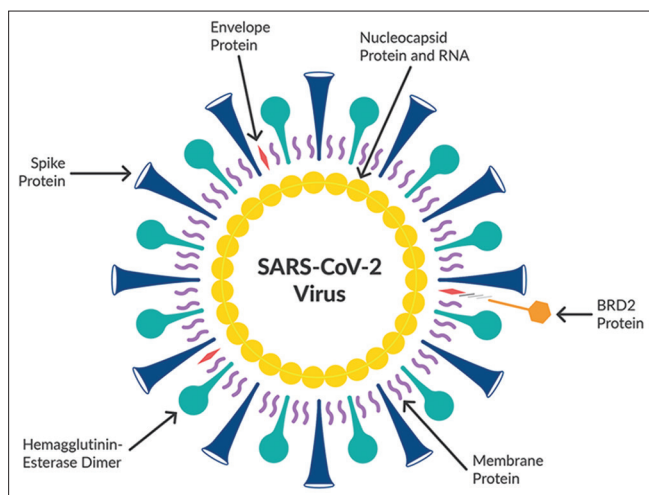 Envelope
Protein
Nucleocapsid
Protein and RNA
Spike
Protein
SARS-CoV-2
Virus
BRD2
Protein
Hemagglutinin-
Esterase Dimer
Membrane
Protein